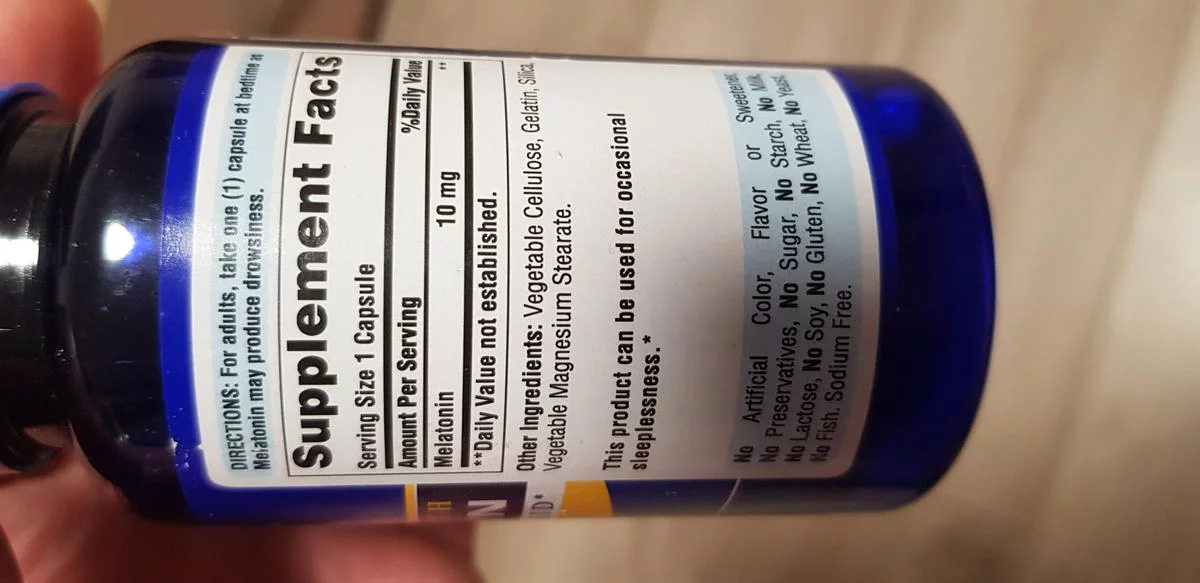 DIRECTIONS: For adults, take one (1) capsule at bedtime as
Melatonin may produce drowsiness.
Supplement Facts
Serving Size 1 Capsule
Amount Per Serving %Daily Value
Melatonin 10 mg **
**Daily Value not established.
Other Ingredients: Vegetable Cellulose, Gelatin, Silica,
Vegetable Magnesium Stearate.
This product can be used for occasional
sleeplessness.*
No Artificial Color, Flavor or Sweetener,
No Preservatives, No Sugar, No Starch, No Milk,
No Lactose, No Soy, No Gluten, No Wheat, No Yeast,
No Fish. Sodium Free.